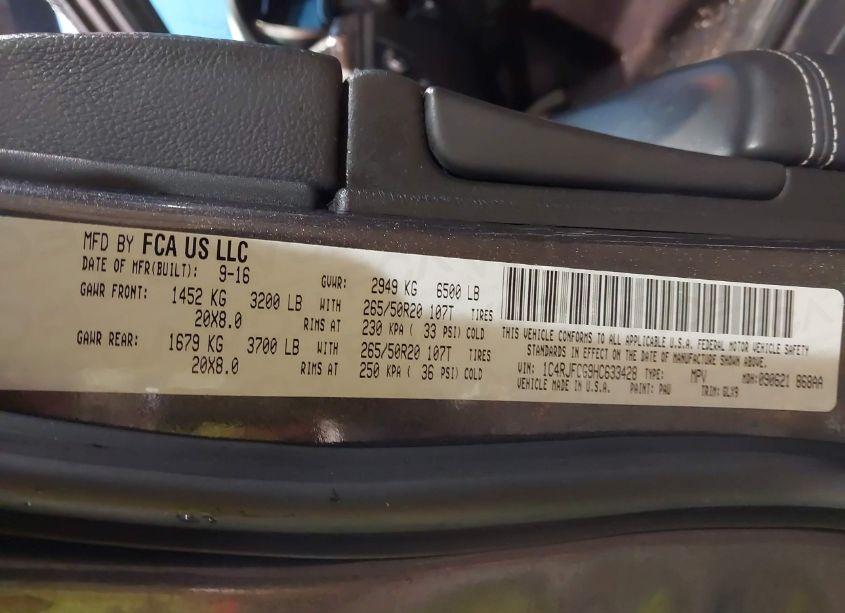 MFD BY FCA US LLC
DATE OF MFR(BUILT): 9-16 GVWR: 2949 KG 6500 LB
GAWR FRONT: 1452 KG 3200 LB WITH 265/50R20 107T TIRES
20X8.0 RIMS AT 230 KPA ( 33 PSI) COLD
GAWR REAR: 1679 KG 3700 LB WITH 265/50R20 107T TIRES
20X8.0 RIMS AT 250 KPA ( 36 PSI) COLD
THIS VEHICLE CONFORMS TO ALL APPLICABLE U.S.A. FEDERAL MOTOR VEHICLE SAFETY
STANDARDS IN EFFECT ON THE DATE OF MANUFACTURE SHOWN ABOVE.
VIN: 1C4RJFCG9HC633428 TYPE: MPV MDH: 090621 868AA
VEHICLE MADE IN U.S.A. PAINT: PAU TRIM: GLX9